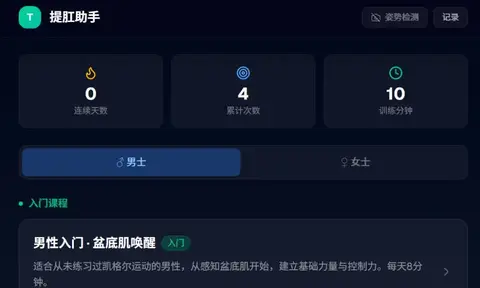 T 提肛助手 姿势检测 记录
0 4 10
连续天数 累计次数 训练分钟
♂ 男士 ♀ 女士
入门课程
男性入门 · 盆底肌唤醒 入门
适合从未练习过凯格尔运动的男性，从感知盆底肌开始，建立基础力量与控制力。每天8分
钟。